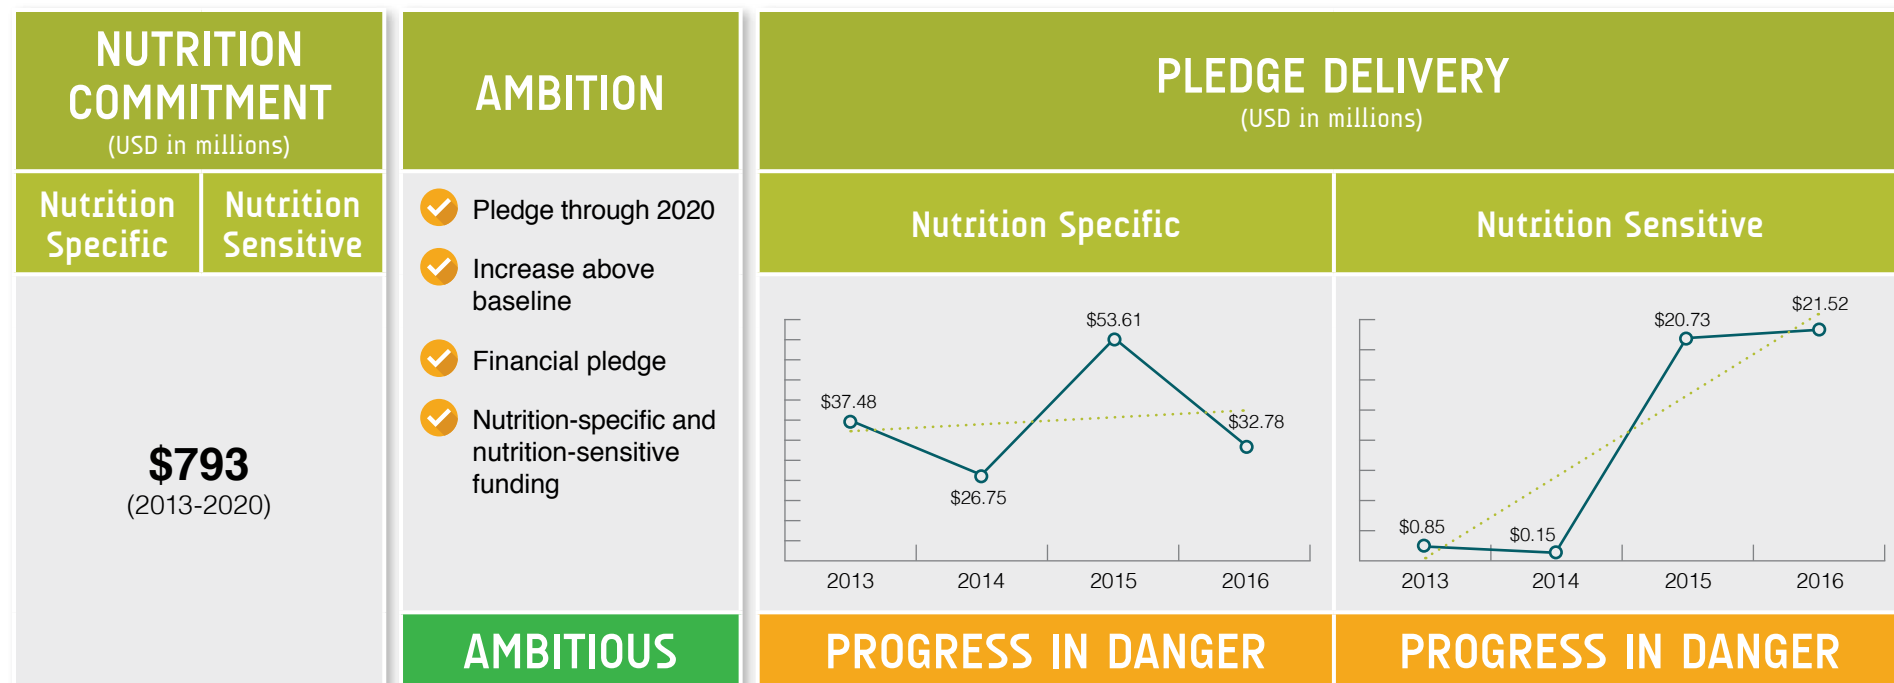 NUTRITION
COMMITMENT
(USD in millions)
Nutrition
Specific
Nutrition
Sensitive
$793
(2013-2020)
AMBITION
Pledge through 2020
Increase above
baseline
Financial pledge
Nutrition-specific and
nutrition-sensitive
funding
AMBITIOUS
PLEDGE DELIVERY
(USD in millions)
Nutrition Specific
$37.48
$26.75
$53.61
$32.78
2013 2014 2015 2016
PROGRESS IN DANGER
Nutrition Sensitive
$0.85
$0.15
$20.73
$21.52
2013 2014 2015 2016
PROGRESS IN DANGER